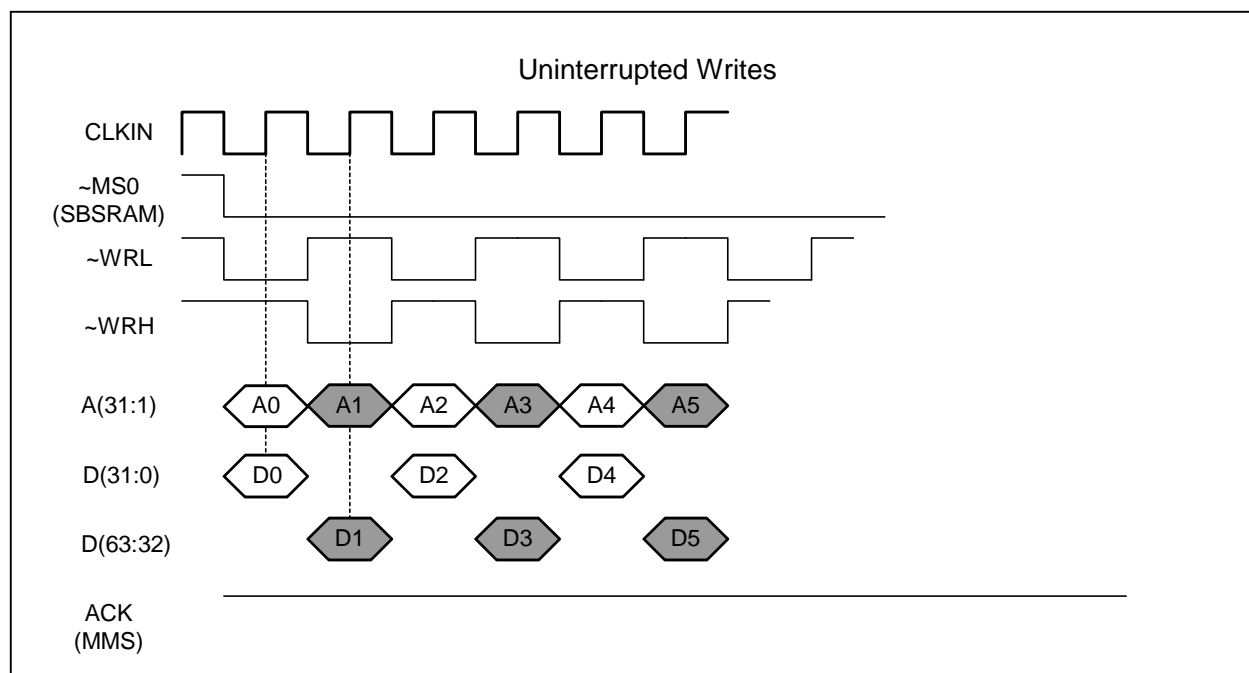 Uninterrupted Writes
CLKIN
~MS0
(SBSRAM)
~WRL
~WRH
A(31:1) A0 A1 A2 A3 A4 A5
D(31:0) D0 D2 D4
D(63:32) D1 D3 D5
ACK
(MMS)